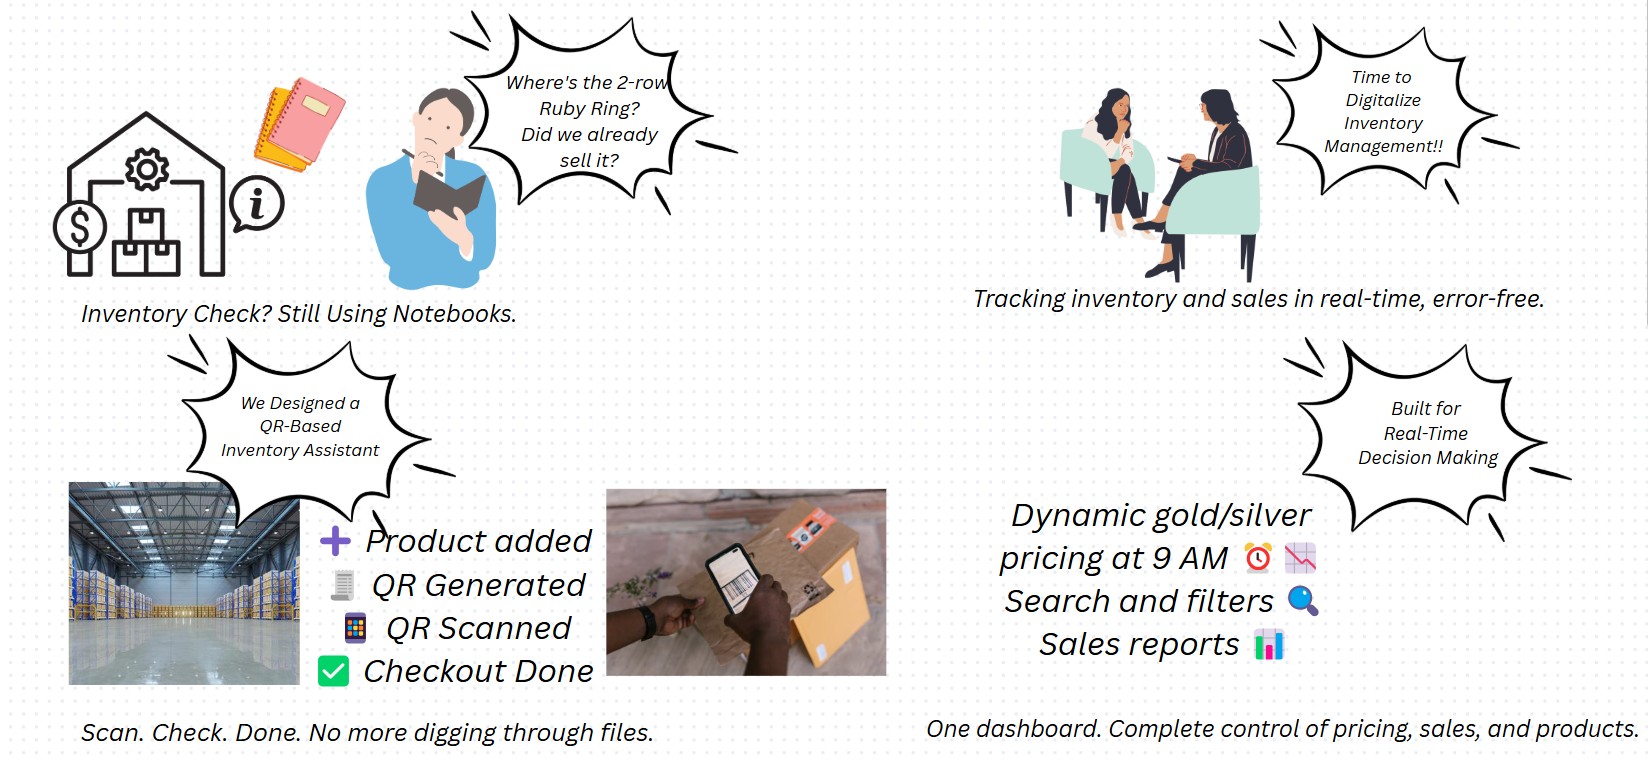 Where's the 2-row
Ruby Ring?
Did we already
sell it?
Inventory Check? Still Using Notebooks.
Time to
Digitalize
Inventory
Management!!
Tracking inventory and sales in real-time, error-free.
We Designed a
QR-Based
Inventory Assistant
Product added
QR Generated
QR Scanned
Checkout Done
Scan. Check. Done. No more digging through files.
Built for
Real-Time
Decision Making
Dynamic gold/silver
pricing at 9 AM
Search and filters
Sales reports
One dashboard. Complete control of pricing, sales, and products.